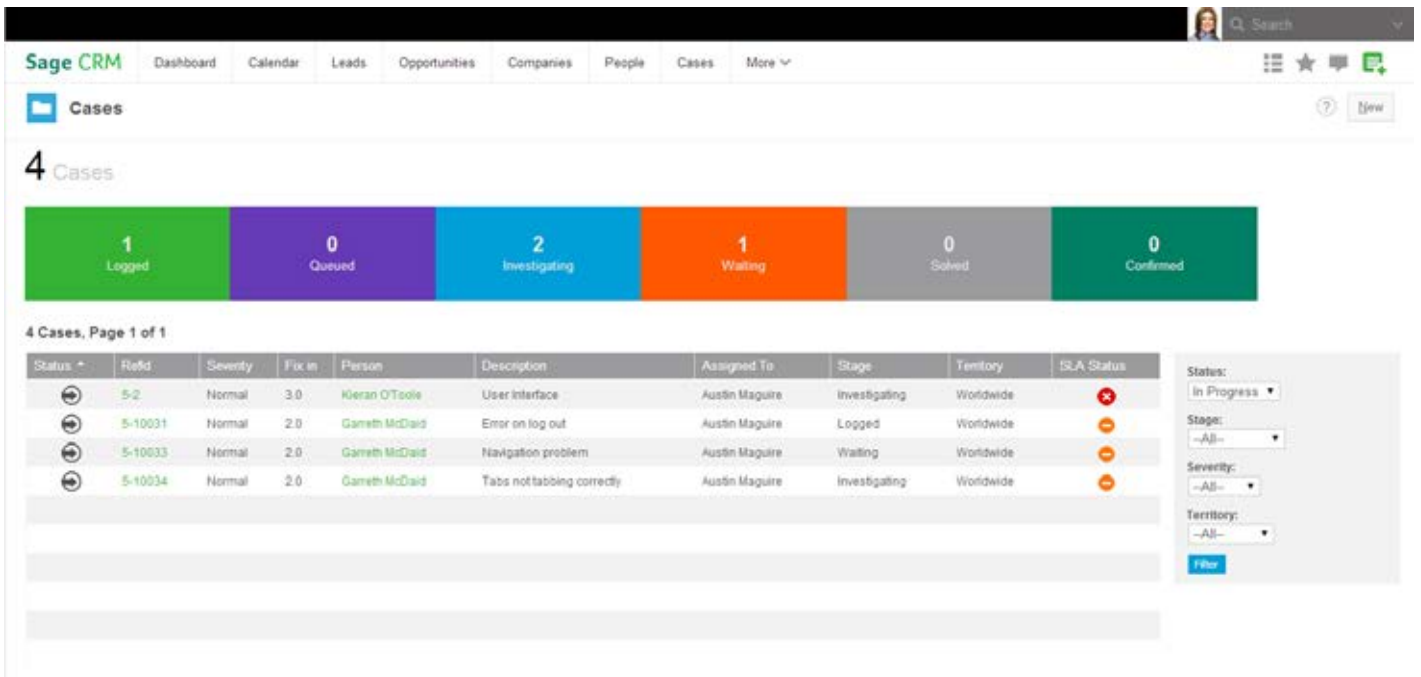 Search
Sage CRM Dashboard Calendar Leads Opportunities Companies People Cases More
Cases ? New
4 Cases
1 0 2 1 0 0
Logged Queued Investigating Waiting Solved Confirmed
4 Cases, Page 1 of 1
Status RefId Severity Fix in Person Description Assigned To Stage Territory SLA Status
5-2 Normal 3.0 Kieran O'Toole User Interface Austin Maguire Investigating Worldwide
5-10031 Normal 2.0 Garreth McDaid Error on log out Austin Maguire Logged Worldwide
5-10033 Normal 2.0 Garreth McDaid Navigation problem Austin Maguire Waiting Worldwide
5-10034 Normal 2.0 Garreth McDaid Tabs not tabbing correctly Austin Maguire Investigating Worldwide
Status:
In Progress
Stage:
--All--
Severity:
--All--
Territory:
--All--
Filter